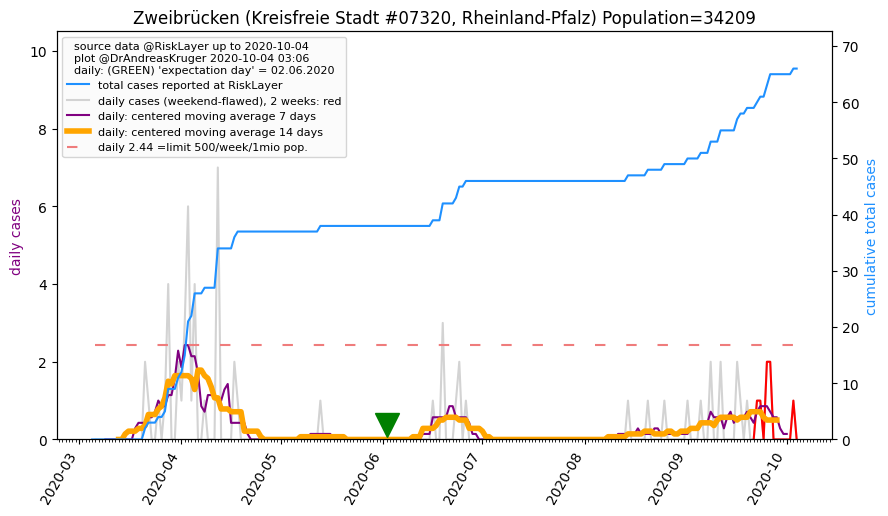 Zweibrücken (Kreisfreie Stadt #07320, Rheinland-Pfalz) Population=34209
source data @RiskLayer up to 2020-10-04
plot @DrAndreasKruger 2020-10-04 03:06
daily: (GREEN) 'expectation day' = 02.06.2020
total cases reported at RiskLayer
daily cases (weekend-flawed), 2 weeks: red
daily: centered moving average 7 days
daily: centered moving average 14 days
daily 2.44 =limit 500/week/1mio pop.
daily cases
10
8
6
4
2
0
cumulative total cases
70
60
50
40
30
20
10
0
2020-03
2020-04
2020-05
2020-06
2020-07
2020-08
2020-09
2020-10